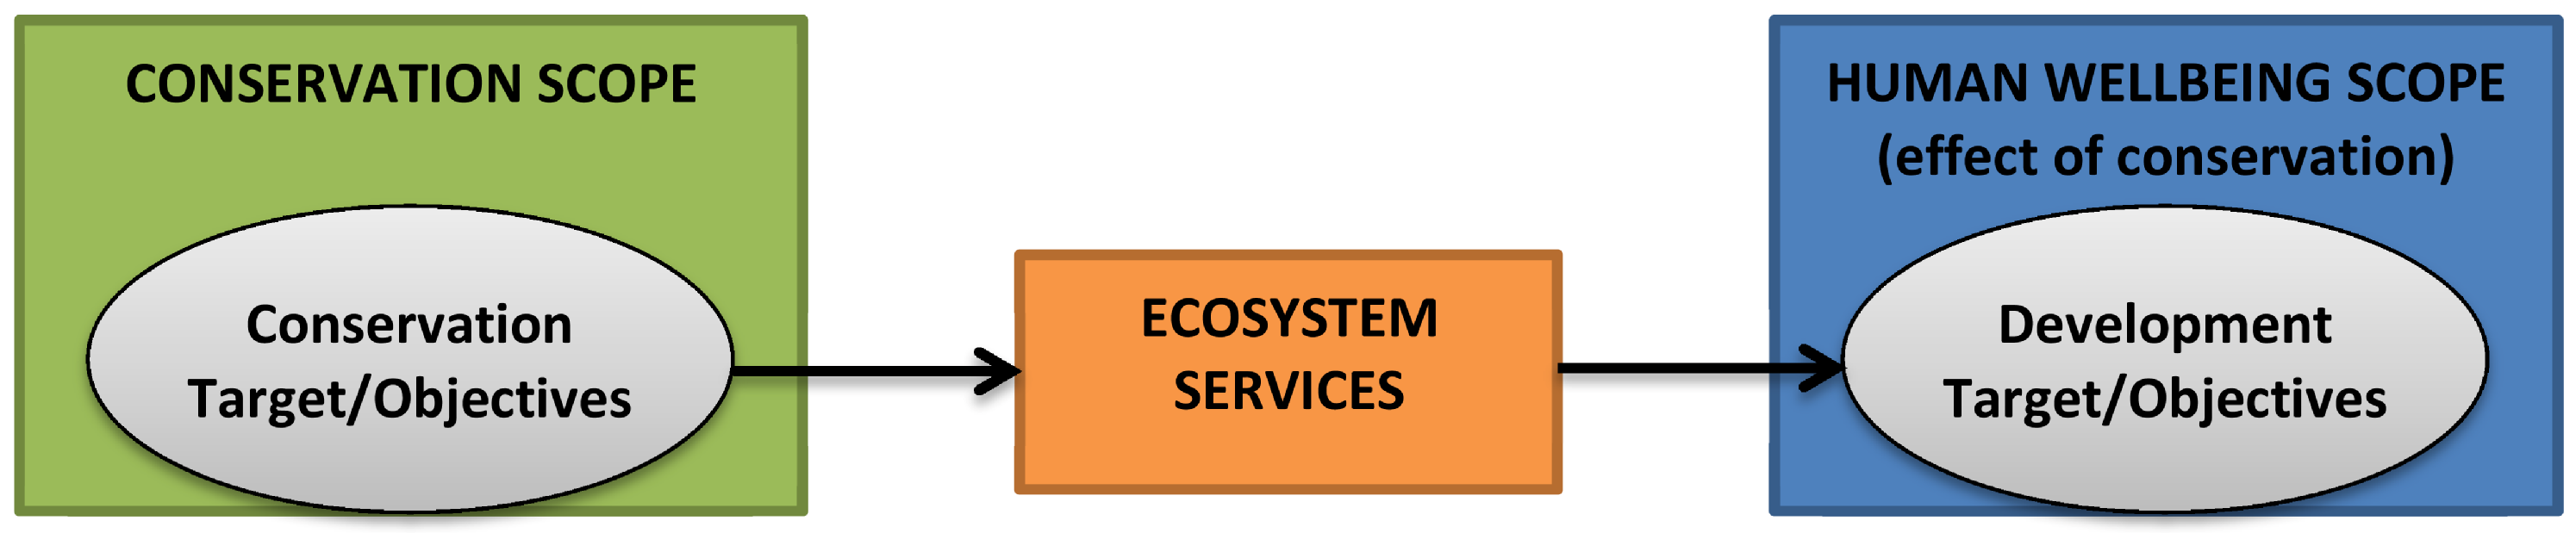 CONSERVATION SCOPE
Conservation
Target/Objectives
ECOSYSTEM
SERVICES
HUMAN WELLBEING SCOPE
(effect of conservation)
Development
Target/Objectives